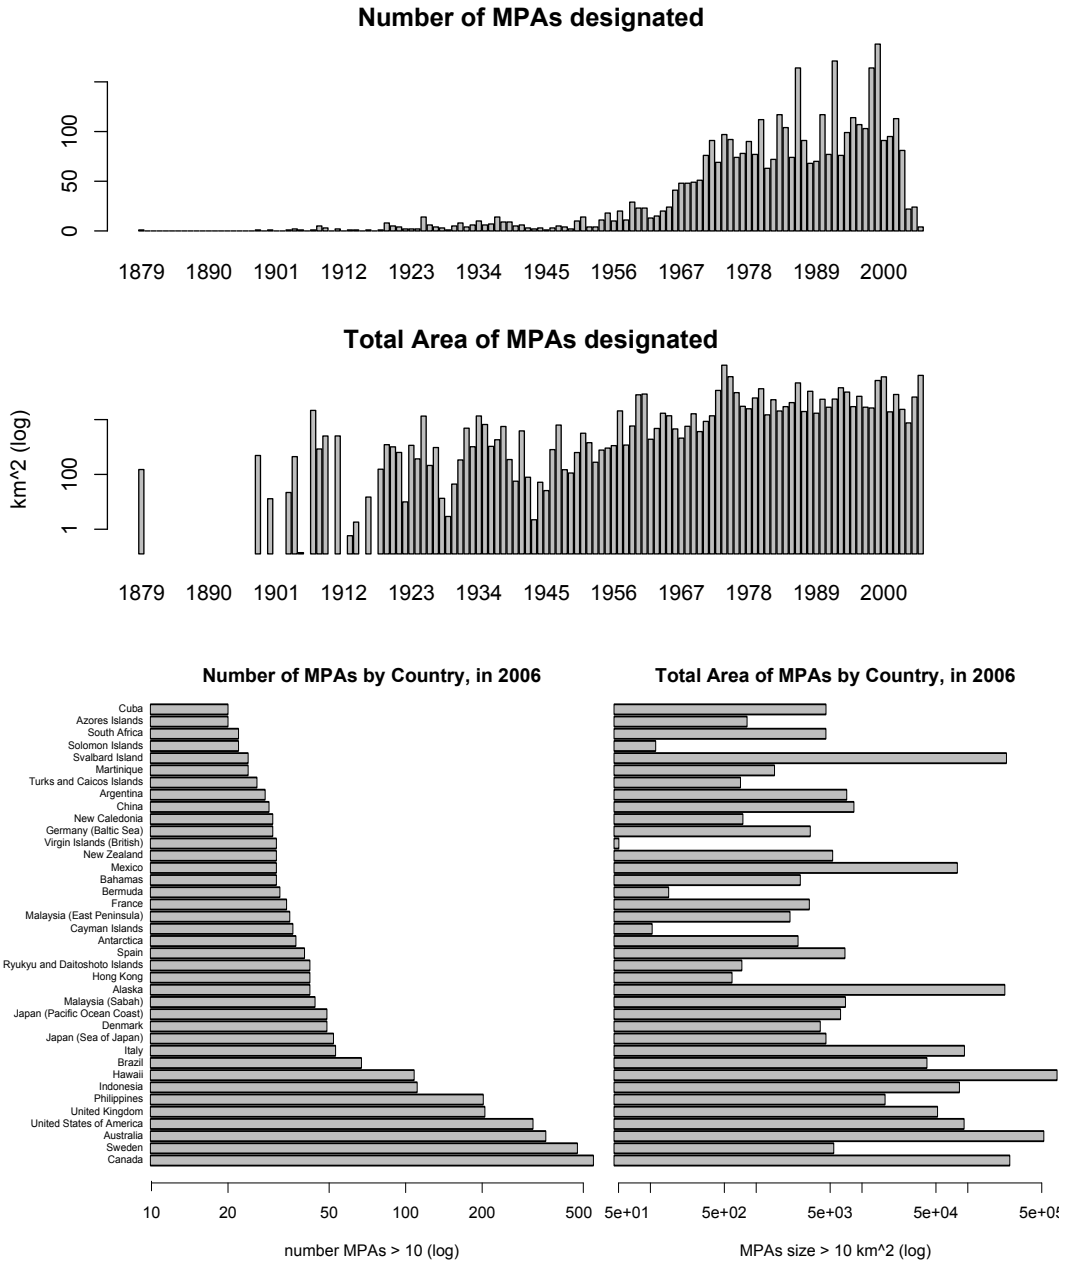 Number of MPAs designated
100
50
0
1879 1890 1901 1912 1923 1934 1945 1956 1967 1978 1989 2000
Total Area of MPAs designated
km^2 (log)
100
1
1879 1890 1901 1912 1923 1934 1945 1956 1967 1978 1989 2000
Number of MPAs by Country, in 2006
Cuba
Azores Islands
South Africa
Solomon Islands
Svalbard Island
Martinique
Turks and Caicos Islands
Argentina
China
New Caledonia
Germany (Baltic Sea)
Virgin Islands (British)
New Zealand
Mexico
Bahamas
Bermuda
France
Malaysia (East Peninsula)
Cayman Islands
Antarctica
Spain
Ryukyu and Daitoshoto Islands
Hong Kong
Alaska
Malaysia (Sabah)
Japan (Pacific Ocean Coast)
Denmark
Japan (Sea of Japan)
Italy
Brazil
Hawaii
Indonesia
Philippines
United Kingdom
United States of America
Australia
Sweden
Canada
10 20 50 100 200 500
number MPAs > 10 (log)
Total Area of MPAs by Country, in 2006
5e+01 5e+02 5e+03 5e+04 5e+05
MPAs size > 10 km^2 (log)